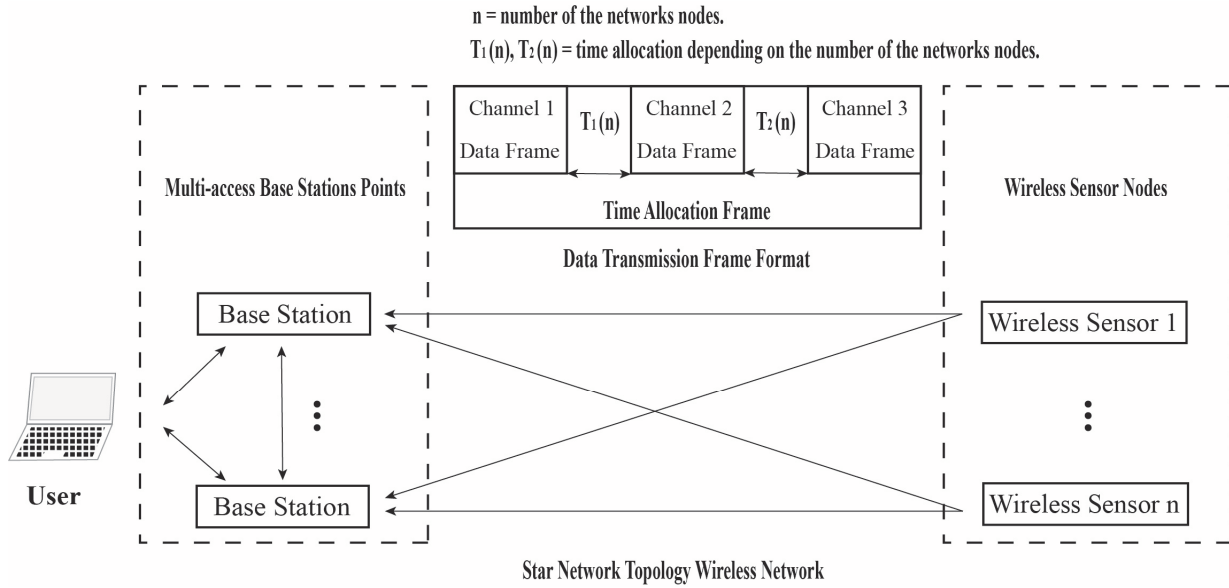 n = number of the networks nodes.
T₁(n), T₂(n) = time allocation depending on the number of the networks nodes.
Channel 1
Data Frame
T₁(n)
Channel 2
Data Frame
T₂(n)
Channel 3
Data Frame
Time Allocation Frame
Data Transmission Frame Format
Multi-access Base Stations Points
Wireless Sensor Nodes
Base Station
Wireless Sensor 1
User
Base Station
Wireless Sensor n
Star Network Topology Wireless Network